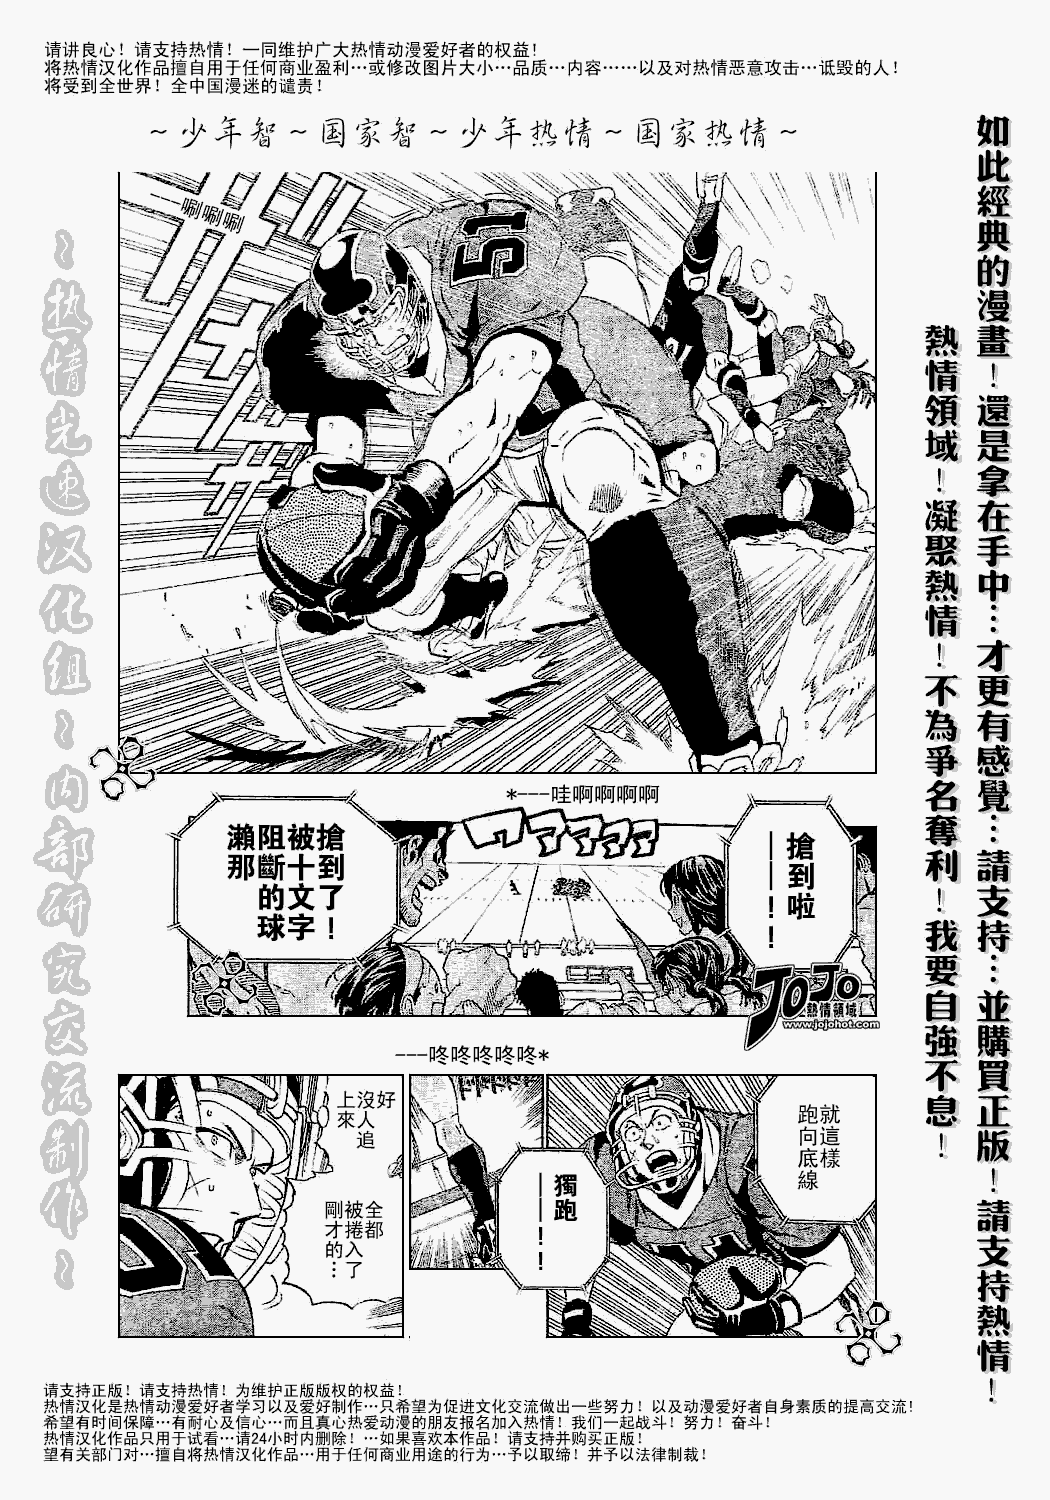 请讲良心！请支持热情！一同维护广大热情动漫爱好者的权益！
将热情汉化作品擅自用于任何商业盈利…或修改图片大小…品质…内容……以及对热情恶意攻击…诋毁的人！
将受到全世界！全中国漫迷的谴责！
～少年智～国家智～少年热情～国家热情～
如此經典的漫畫！還是拿在手中…才更有感覺…請支持…並購買正版！請支持熱情！
熱情領域！凝聚熱情！不為爭名奪利！我要自強不息！
～热情光速汉化组～内部研究交流制作～
唰唰唰
51
*---哇啊啊啊啊
ワアアアア
搶到啦
——！！
搶到了！
被十文字
阻斷的球
瀨那
JOJO
熱情領域
www.jojohot.com
---咚咚咚咚咚*
就這樣
跑向底線
獨跑
——！！
好
沒人追
上來
全都
被捲入了
剛才的…
请支持正版！请支持热情！为维护正版版权的权益！
热情汉化是热情动漫爱好者学习以及爱好制作…只希望为促进文化交流做出一些努力！以及动漫爱好者自身素质的提高交流！
希望有时间保障…有耐心及信心…而且真心热爱动漫的朋友报名加入热情！我们一起战斗！努力！奋斗！
热情汉化作品只用于试看…请24小时内删除！…如果喜欢本作品！请支持并购买正版！
望有关部门对…擅自将热情汉化作品…用于任何商业用途的行为…予以取缔！并予以法律制裁！